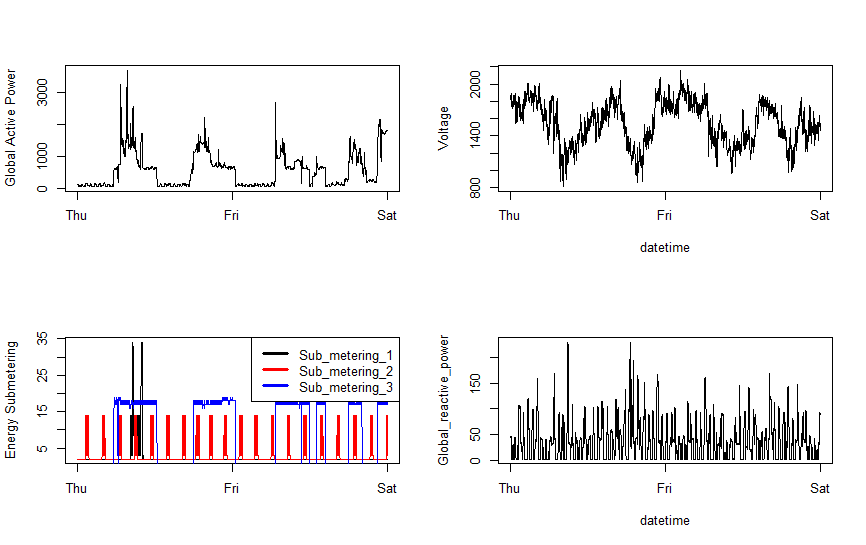 Global Active Power
3000
1000
0
Thu Fri Sat
Voltage
2000
1400
800
Thu Fri Sat
datetime
Energy Submetering
35
25
15
5
Sub_metering_1
Sub_metering_2
Sub_metering_3
Thu Fri Sat
Global_reactive_power
150
50
0
Thu Fri Sat
datetime